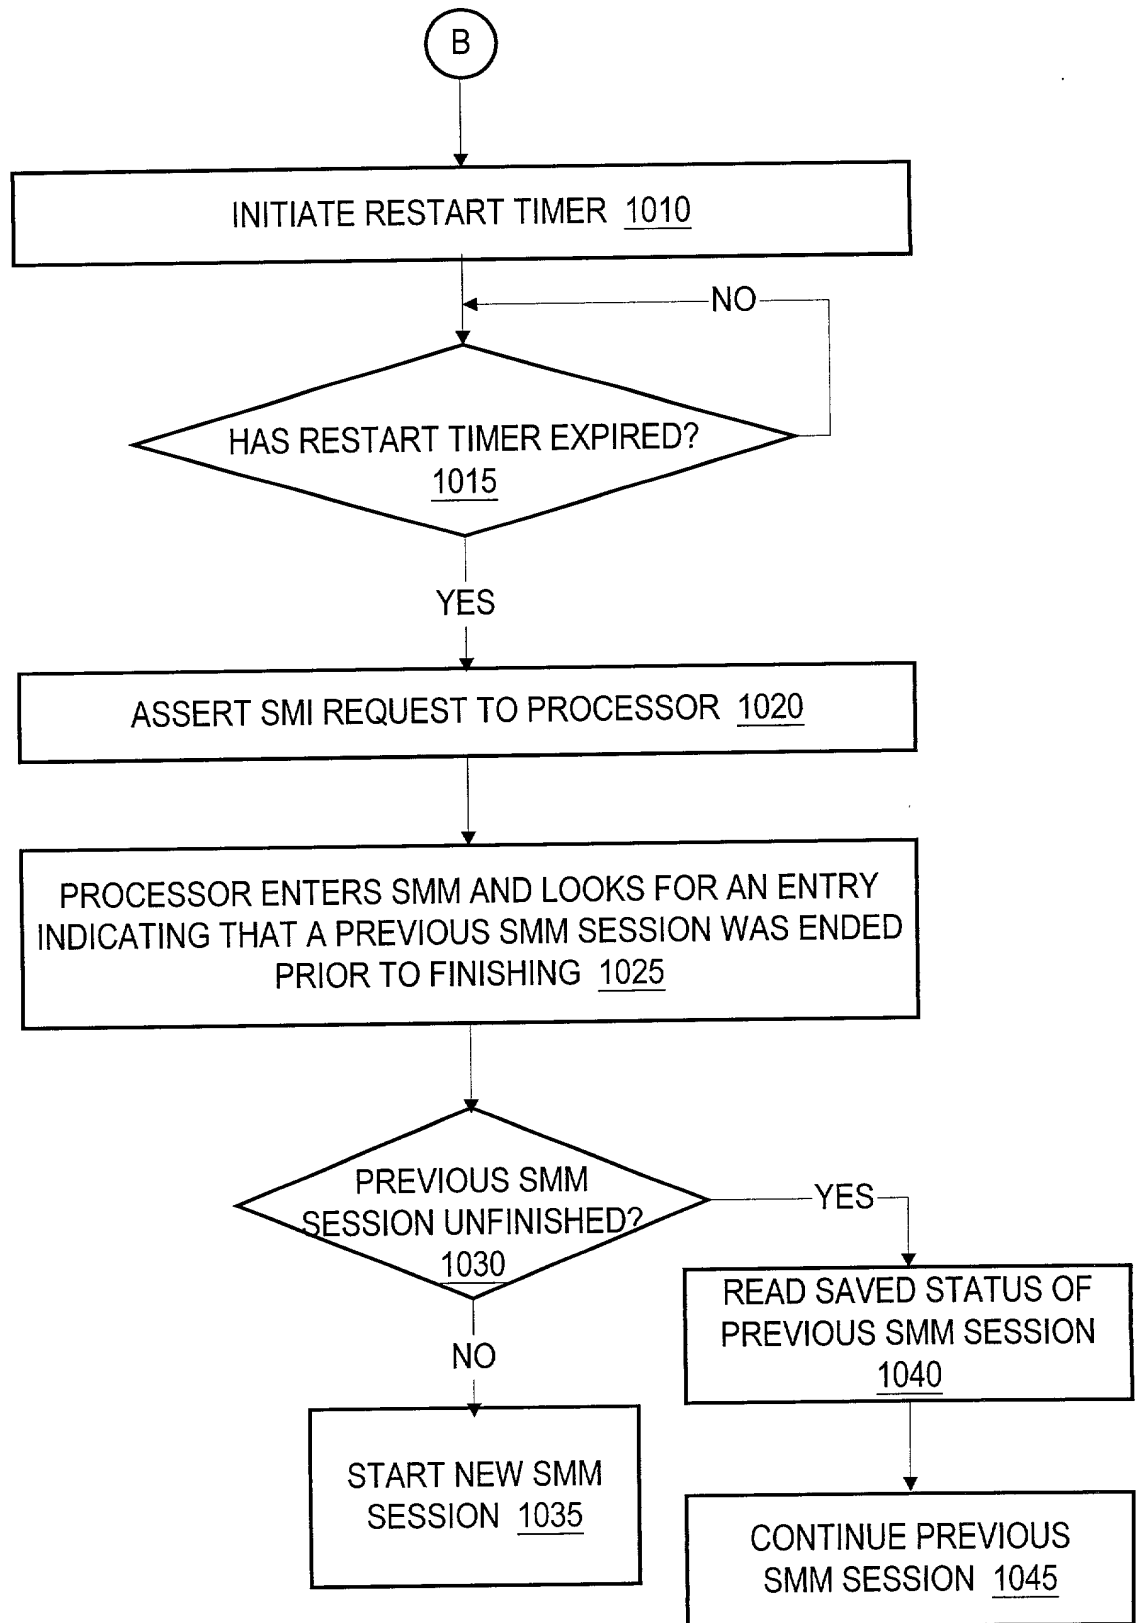 B
INITIATE RESTART TIMER 1010
NO
HAS RESTART TIMER EXPIRED?
1015
YES
ASSERT SMI REQUEST TO PROCESSOR 1020
PROCESSOR ENTERS SMM AND LOOKS FOR AN ENTRY
INDICATING THAT A PREVIOUS SMM SESSION WAS ENDED
PRIOR TO FINISHING 1025
PREVIOUS SMM
SESSION UNFINISHED?
1030
YES
READ SAVED STATUS OF
PREVIOUS SMM SESSION
1040
NO
START NEW SMM
SESSION 1035
CONTINUE PREVIOUS
SMM SESSION 1045